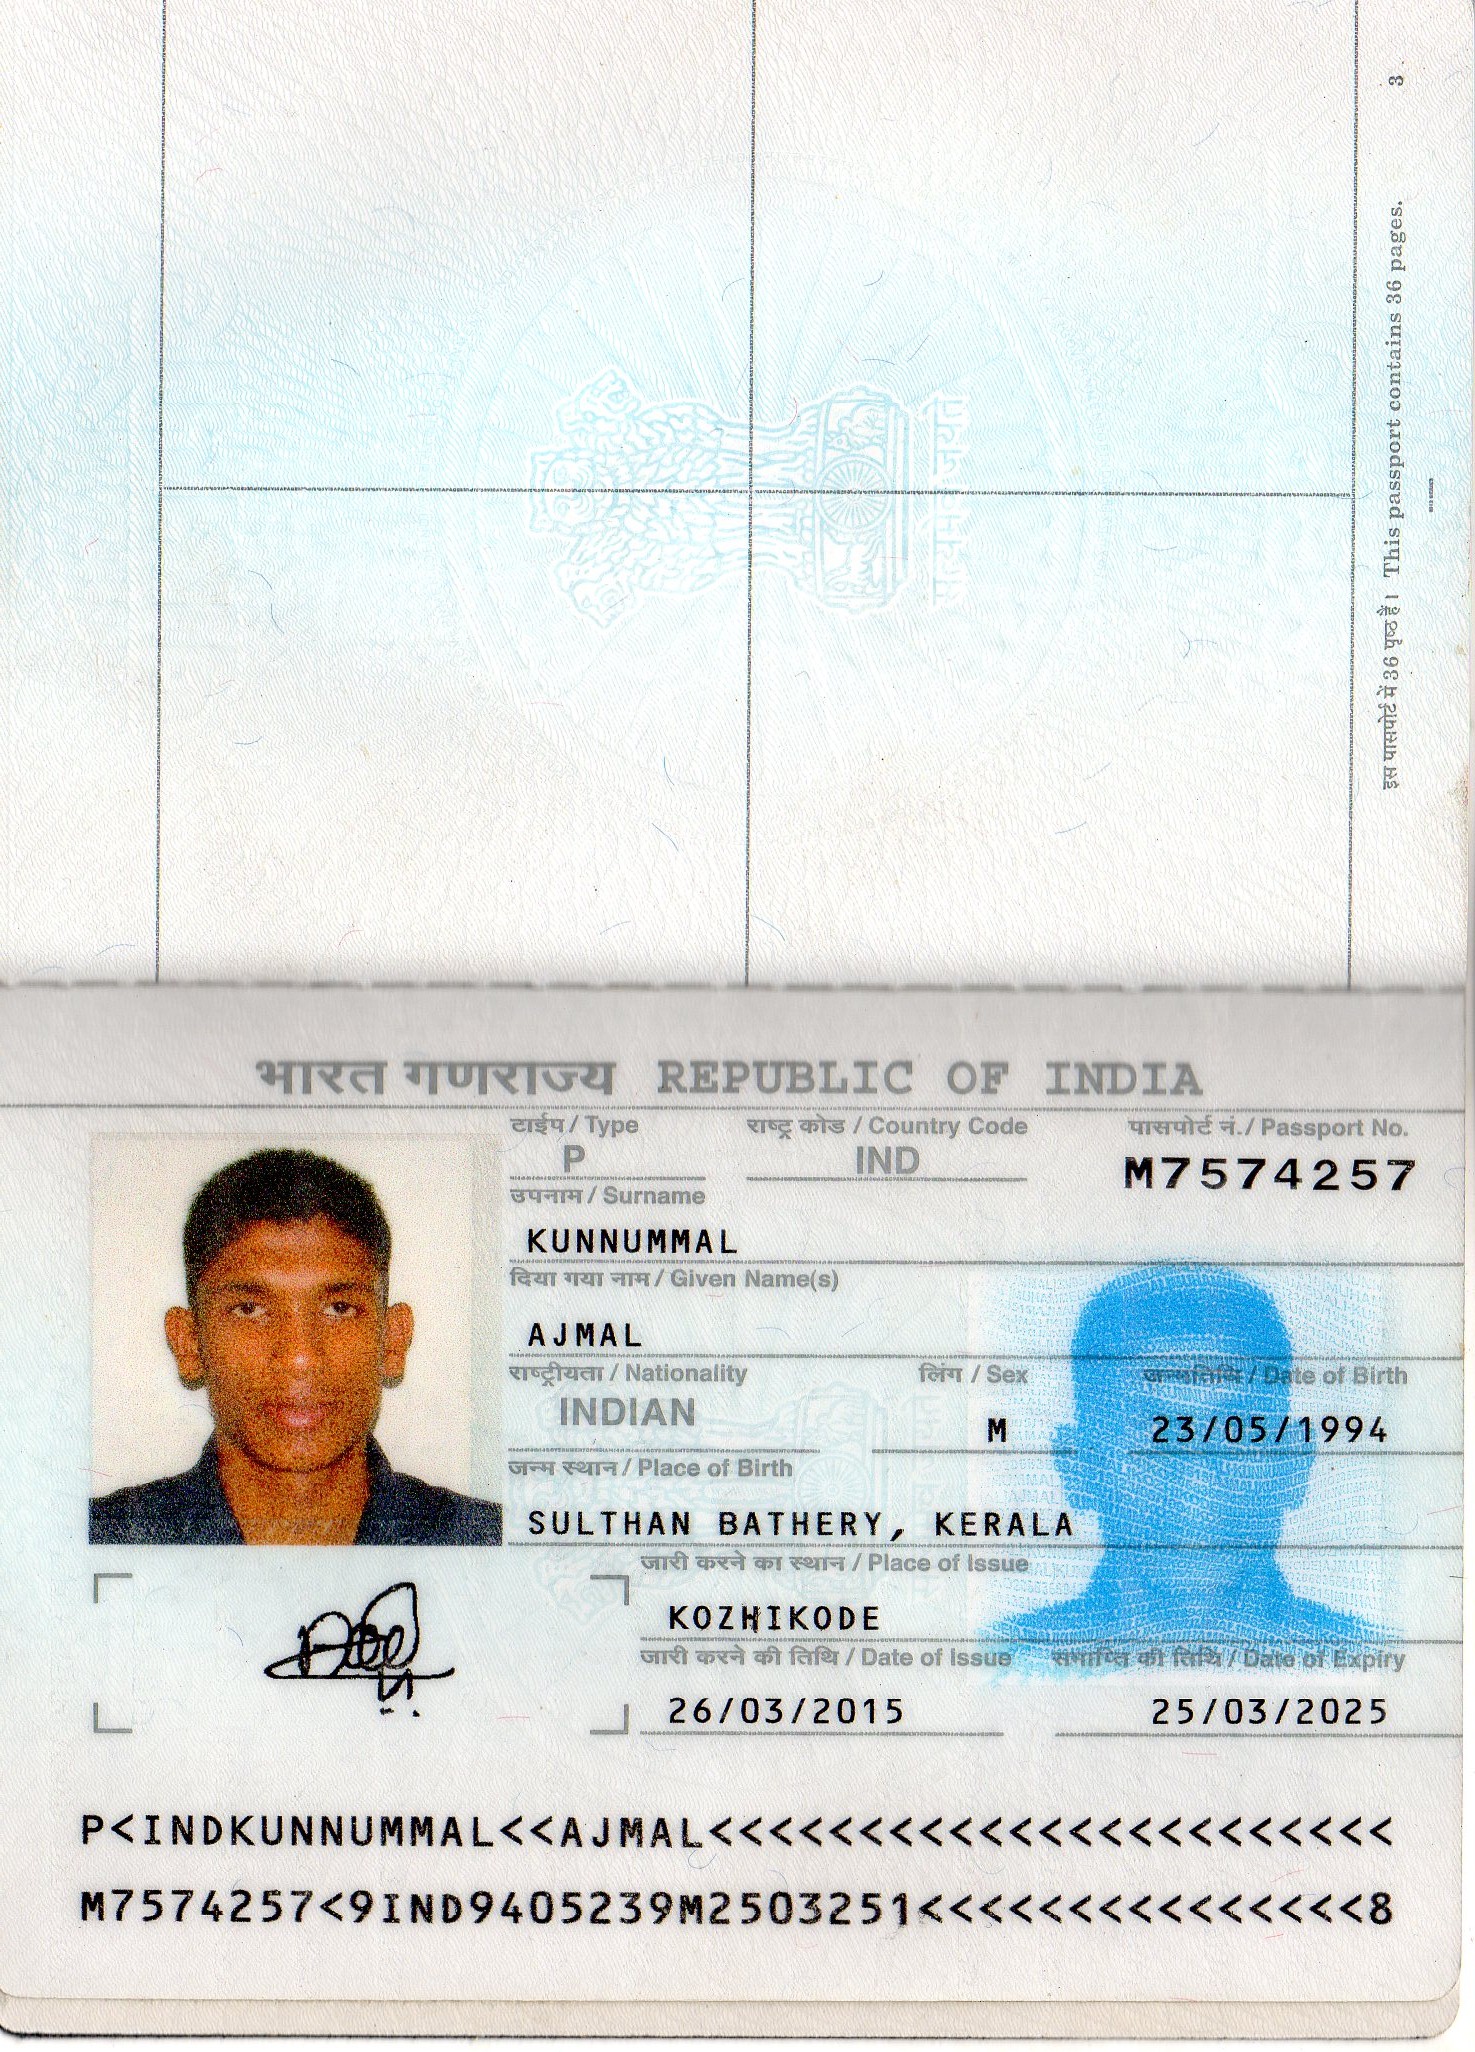 3
इस पासपोर्ट में 36 पृष्ठ हैं। This passport contains 36 pages.
भारत गणराज्य REPUBLIC OF INDIA
टाईप / Type
राष्ट्र कोड / Country Code
पासपोर्ट नं. / Passport No.
P
IND
M7574257
उपनाम / Surname
KUNNUMMAL
दिया गया नाम / Given Name(s)
AJMAL
राष्ट्रीयता / Nationality
लिंग / Sex
जन्मतिथि / Date of Birth
INDIAN
M
23/05/1994
जन्म स्थान / Place of Birth
SULTHAN BATHERY, KERALA
जारी करने का स्थान / Place of Issue
KOZHIKODE
जारी करने की तिथि / Date of Issue
समाप्ति की तिथि / Date of Expiry
26/03/2015
25/03/2025
P<INDKUNNUMMAL<<AJMAL<<<<<<<<<<<<<<<<<<<<<<<
M7574257<9IND9405239M2503251<<<<<<<<<<<<<<<8